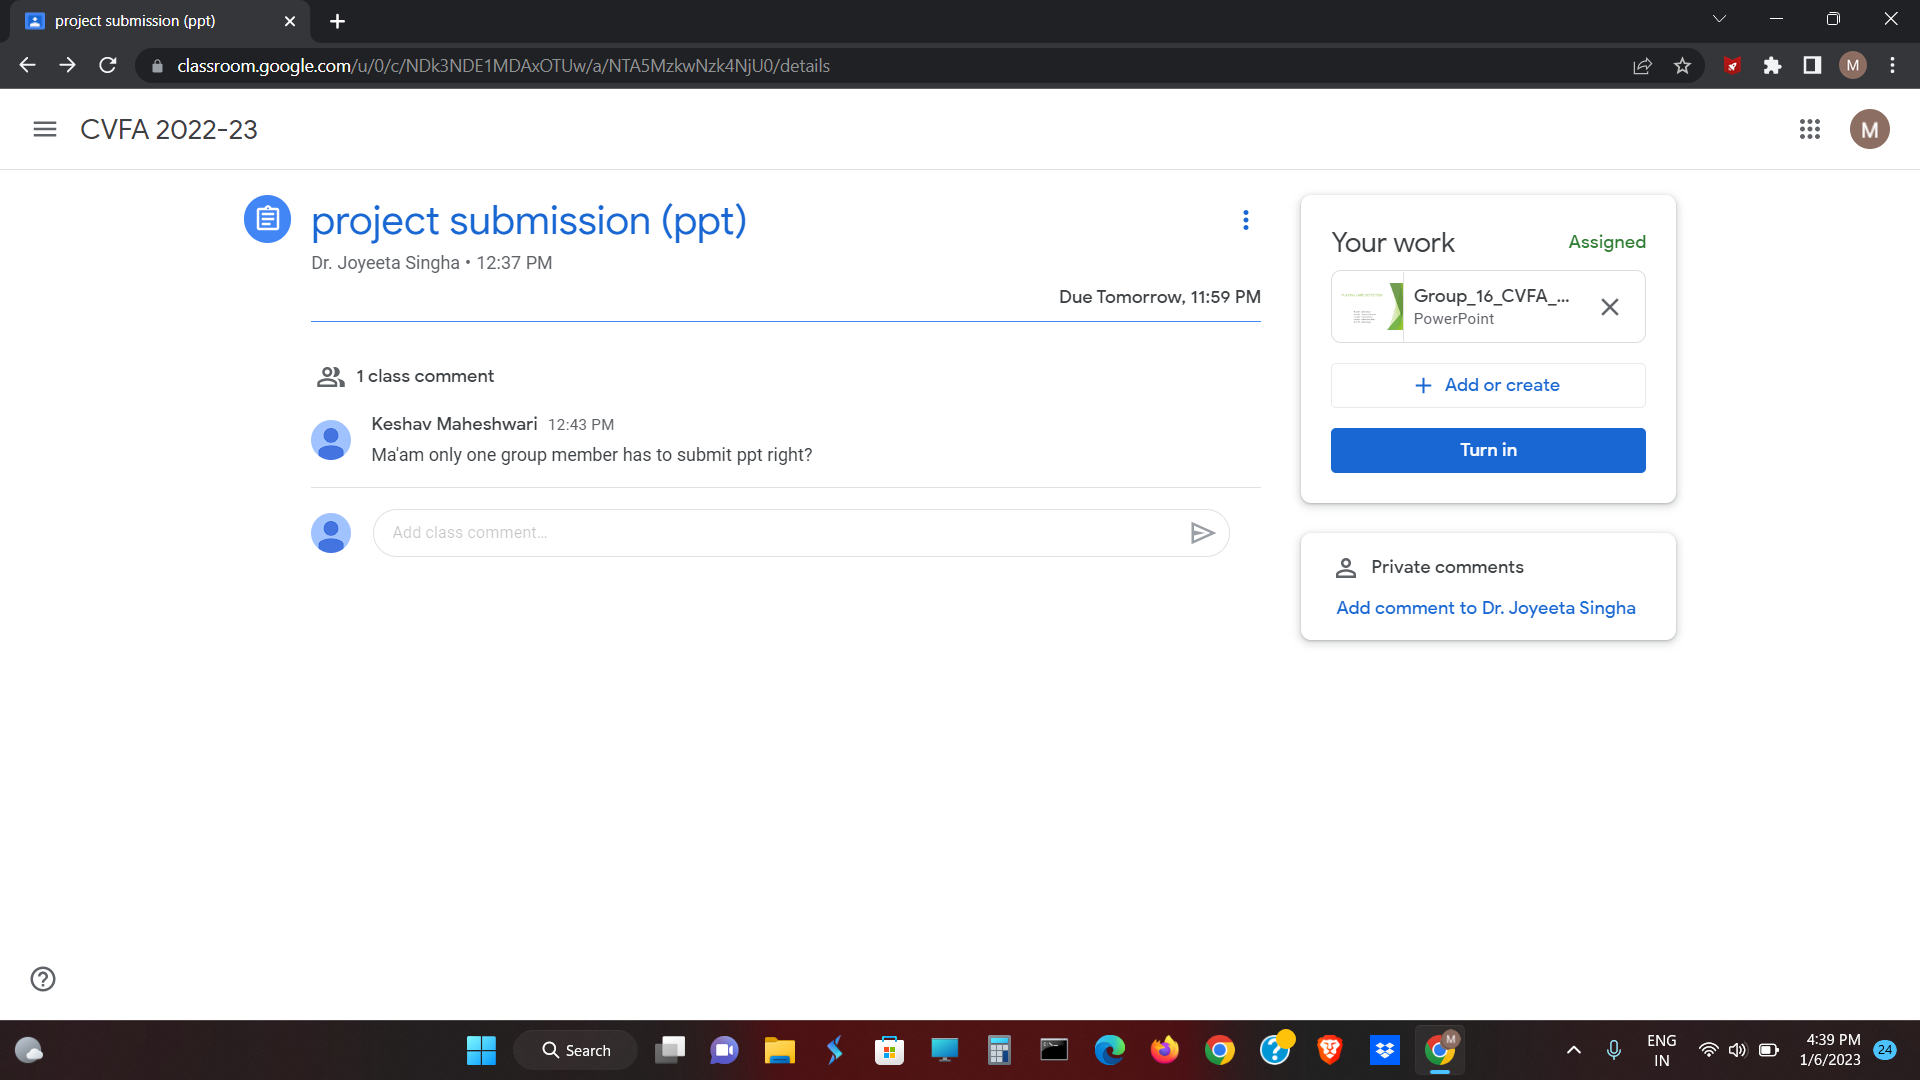 project submission (ppt)
classroom.google.com/u/0/c/NDk3NDE1MDAxOTUw/a/NTA5MzkwNzk4NjU0/details
M
CVFA 2022-23
M
project submission (ppt)
Dr. Joyeeta Singha • 12:37 PM
Due Tomorrow, 11:59 PM
1 class comment
Keshav Maheshwari 12:43 PM
Ma'am only one group member has to submit ppt right?
Add class comment...
Your work
Assigned
Group_16_CVFA_...
PowerPoint
+ Add or create
Turn in
Private comments
Add comment to Dr. Joyeeta Singha
Search
M
ENG
IN
4:39 PM
1/6/2023
24